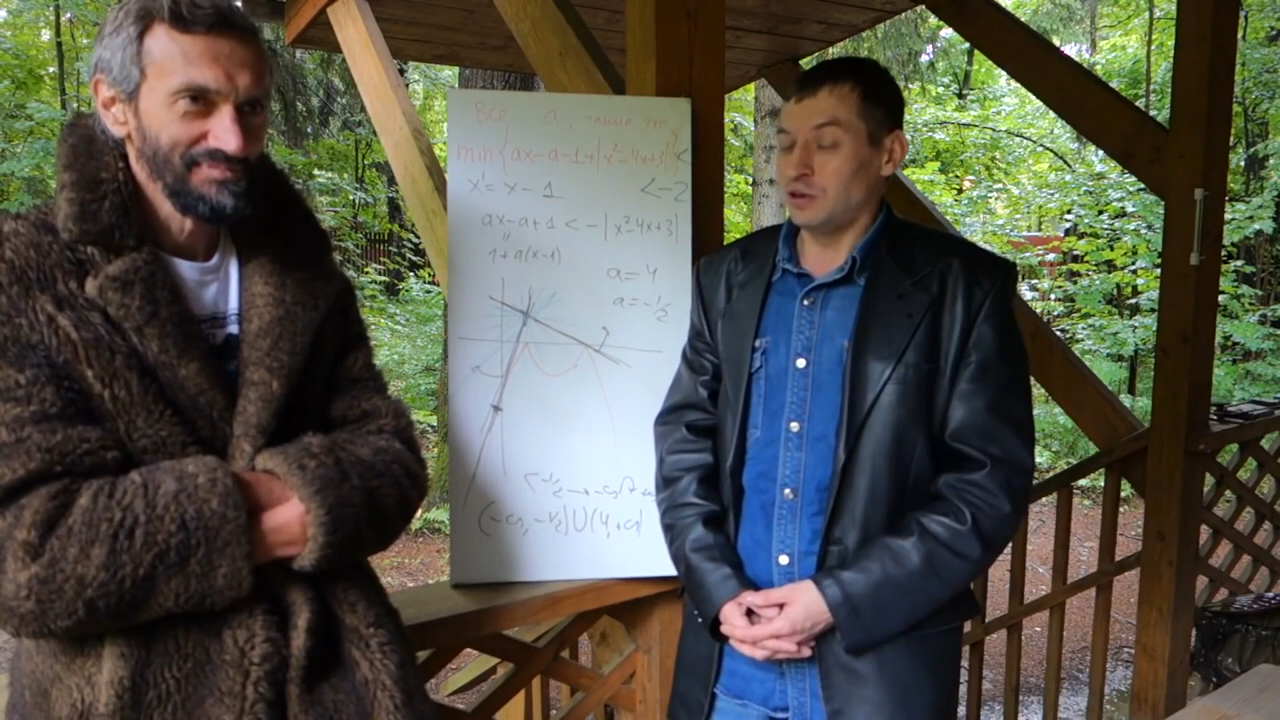 Все a, такие что
min{ax-a-1+|x²-4x+3|}<
x'=x-1 <-2
ax-a+1<-|x²-4x+3|
1+a(x-1)
a=4
a=-1/2
(-∞,-1/2)∪(4,+∞)